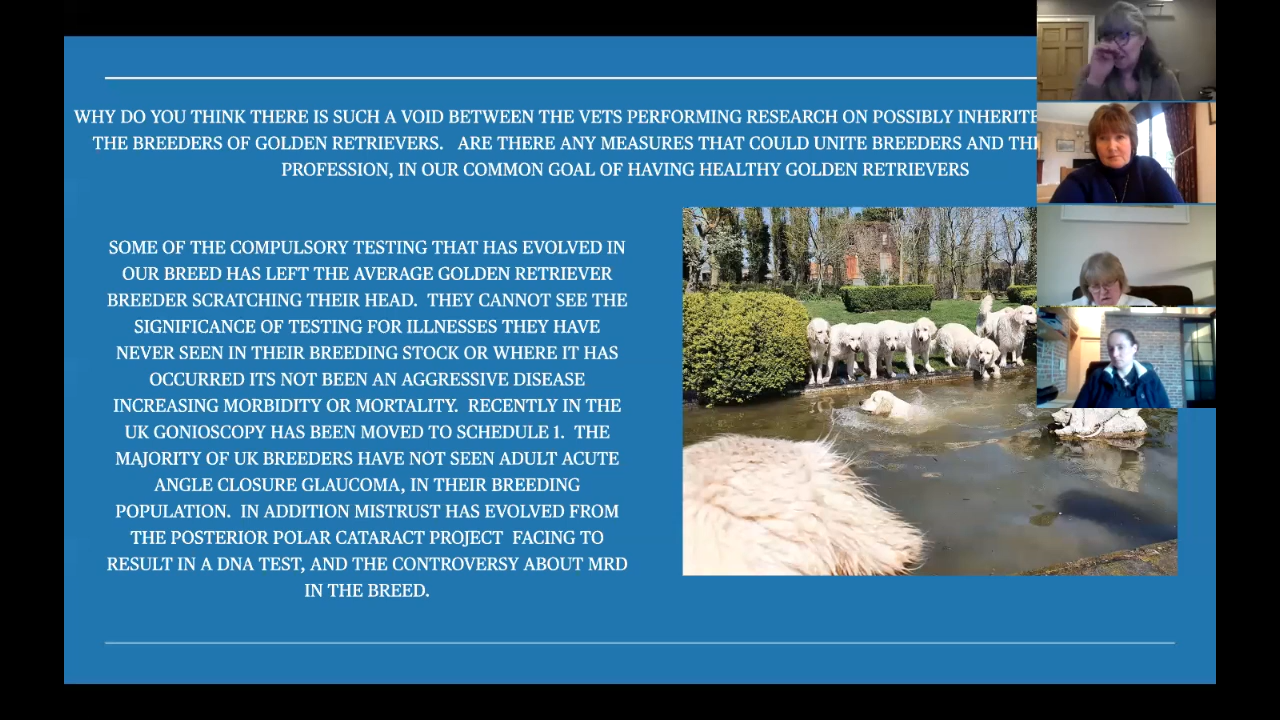 WHY DO YOU THINK THERE IS SUCH A VOID BETWEEN THE VETS PERFORMING RESEARCH ON POSSIBLY
THE BREEDERS OF GOLDEN RETRIEVERS. ARE THERE ANY MEASURES THAT COULD UNITE BREEDERS AND
PROFESSION, IN OUR COMMON GOAL OF HAVING HEALTHY GOLDEN RETRIEVERS
SOME OF THE COMPULSORY TESTING THAT HAS EVOLVED IN
OUR BREED HAS LEFT THE AVERAGE GOLDEN RETRIEVER
BREEDER SCRATCHING THEIR HEAD. THEY CANNOT SEE THE
SIGNIFICANCE OF TESTING FOR ILLNESSES THEY HAVE
NEVER SEEN IN THEIR BREEDING STOCK OR WHERE IT HAS
OCCURRED ITS NOT BEEN AN AGGRESSIVE DISEASE
INCREASING MORBIDITY OR MORTALITY. RECENTLY IN THE
UK GONIOSCOPY HAS BEEN MOVED TO SCHEDULE 1. THE
MAJORITY OF UK BREEDERS HAVE NOT SEEN ADULT ACUTE
ANGLE CLOSURE GLAUCOMA, IN THEIR BREEDING
POPULATION. IN ADDITION MISTRUST HAS EVOLVED FROM
THE POSTERIOR POLAR CATARACT PROJECT FACING TO
RESULT IN A DNA TEST, AND THE CONTROVERSY ABOUT MRD
IN THE BREED.